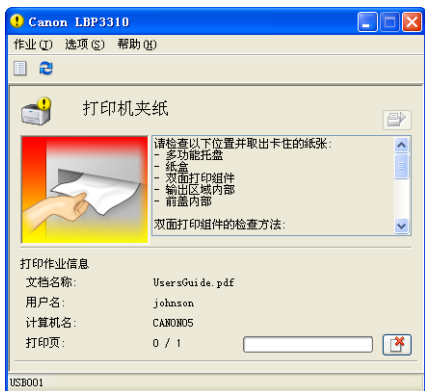 Canon LBP3310
作业(J) 选项(S) 帮助(H)
打印机夹纸
请检查以下位置并取出卡住的纸张:
- 多功能托盘
- 纸盒
- 双面打印组件
- 输出区域内部
- 前盖内部
双面打印组件的检查方法:
打印作业信息
文档名称: UsersGuide.pdf
用户名: johnson
计算机名: CANON05
打印页: 0 / 1
USB001